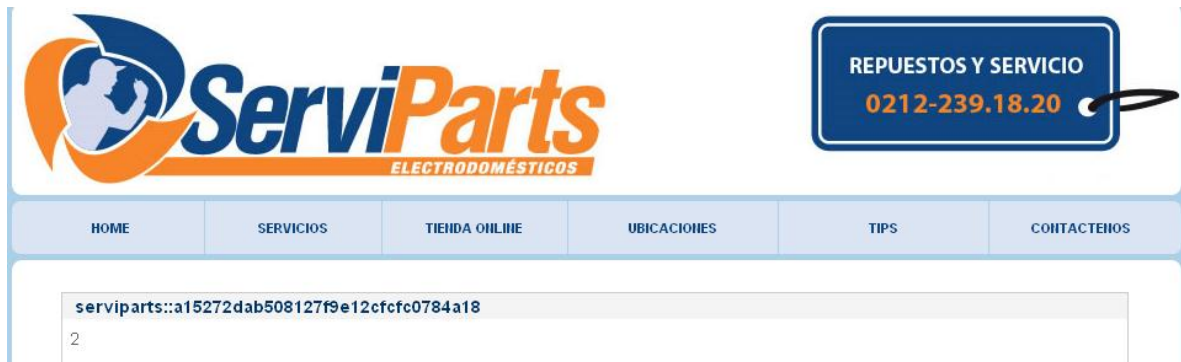 ServiParts
ELECTRODOMÉSTICOS
REPUESTOS Y SERVICIO
0212-239.18.20
HOME SERVICIOS TIENDA ONLINE UBICACIONES TIPS CONTACTENOS
serviparts::a15272dab508127f9e12cfcfc0784a18
2